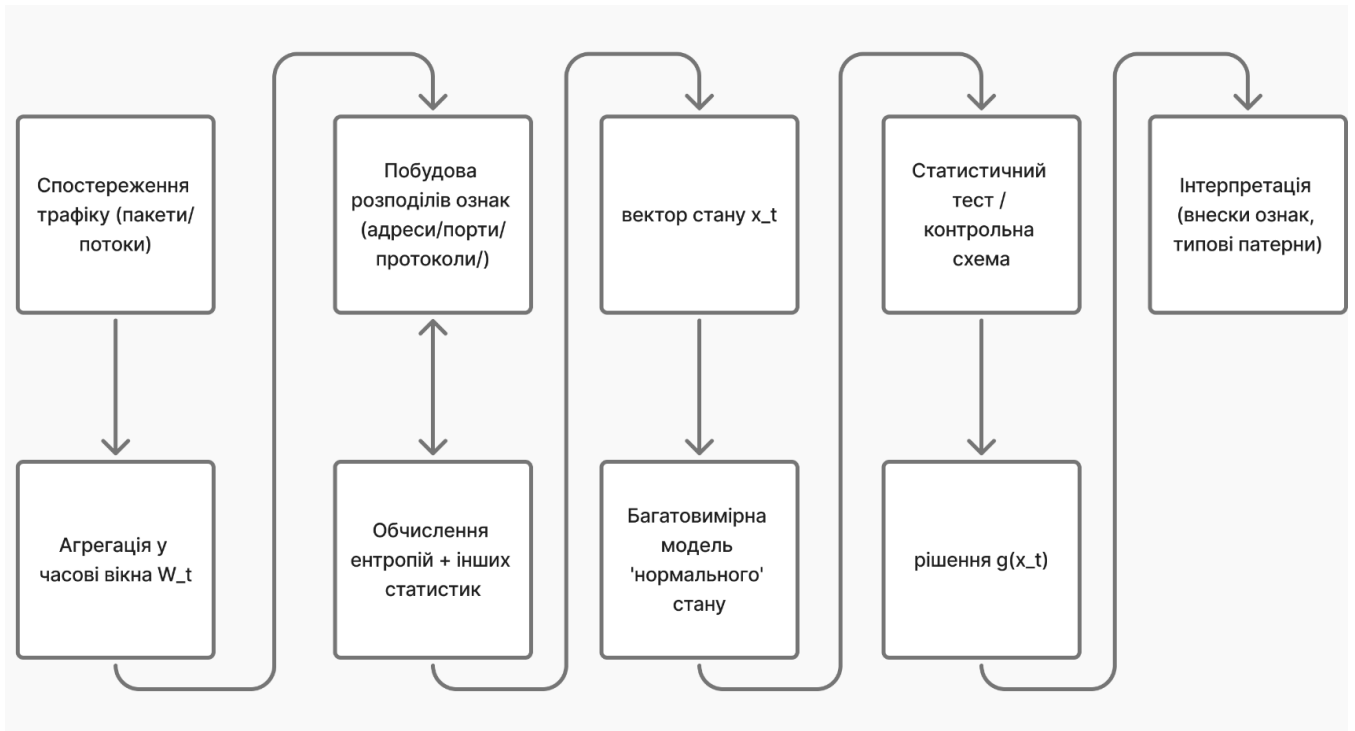 Спостереження
трафіку (пакети/
потоки)
Агрегація у
часові вікна W_t
Побудова
розподілів ознак
(адреси/порти/
протоколи/)
Обчислення
ентропій + інших
статистик
вектор стану x_t
Багатовимірна
модель
'нормального'
стану
Статистичний
тест /
контрольна
схема
рішення g(x_t)
Інтерпретація
(внески ознак,
типові патерни)